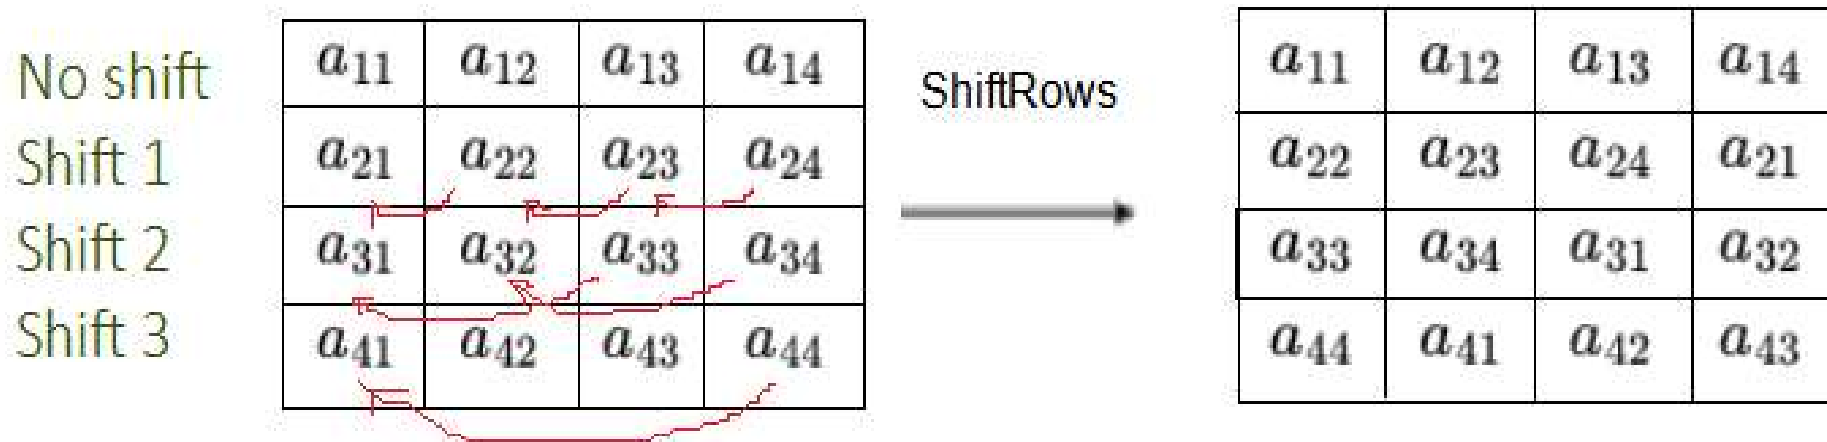 No shift
Shift 1
Shift 2
Shift 3
a11 a12 a13 a14
a21 a22 a23 a24
a31 a32 a33 a34
a41 a42 a43 a44
ShiftRows
a11 a12 a13 a14
a22 a23 a24 a21
a33 a34 a31 a32
a44 a41 a42 a43